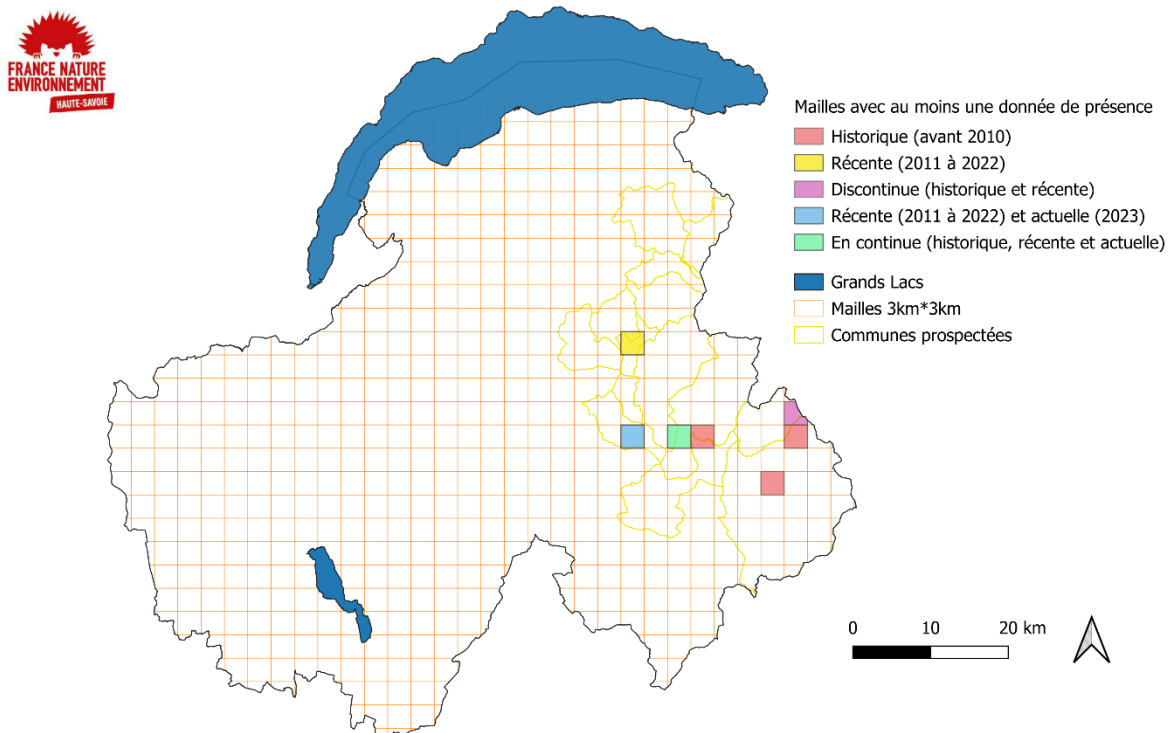 FRANCE NATURE
ENVIRONNEMENT
HAUTE-SAVOIE
Mailles avec au moins une donnée de présence
Historique (avant 2010)
Récente (2011 à 2022)
Discontinue (historique et récente)
Récente (2011 à 2022) et actuelle (2023)
En continue (historique, récente et actuelle)
Grands Lacs
Mailles 3km*3km
Communes prospectées
0 10 20 km